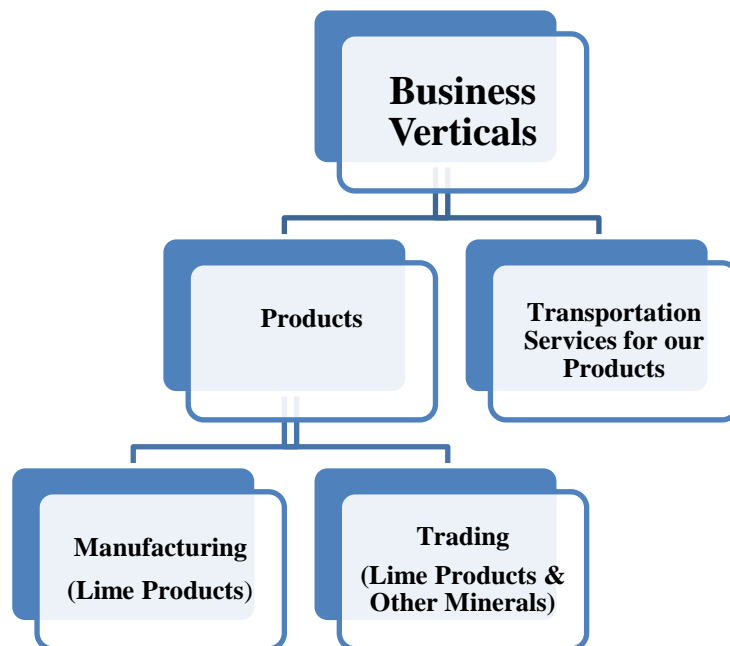 Business
Verticals
Products
Transportation
Services for our
Products
Manufacturing
(Lime Products)
Trading
(Lime Products &
Other Minerals)